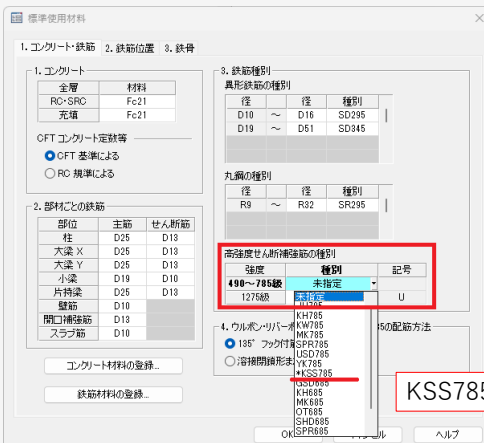 標準使用材料
1. コンクリート・鉄筋 2. 鉄筋位置 3. 鉄骨
1. コンクリート
全層 材料
RC・SRC Fc21
充填 Fc21
CFT コンクリート定数等
CFT 基準による
RC 規準による
2. 部材ごとの鉄筋
部位 主筋 せん断筋
柱 D25 D13
大梁 X D25 D13
大梁 Y D25 D13
小梁 D19 D10
片持梁 D25 D13
壁筋 D10
開口補強筋 D13
スラブ筋 D10
コンクリート材料の登録...
鉄筋材料の登録...
3. 鉄筋種別
異形鉄筋の種別
径 径 種別
D10 ～ D16 SD295
D19 ～ D51 SD345
丸鋼の種別
径 径 種別
R9 ～ R32 SR295
高強度せん断補強筋の種別
強度 種別 記号
490～785級 未指定
1275級 U
未指定
KH785
KW785
MK785
SPR785
USD785
YK785
*KSS785
GSD685
KH685
MK685
OT685
SHD685
SPR685
4. ウルボン・リバー 5の配筋方法
135° フック付
溶接閉鎖形
KSS785
OK セル ヘルプ